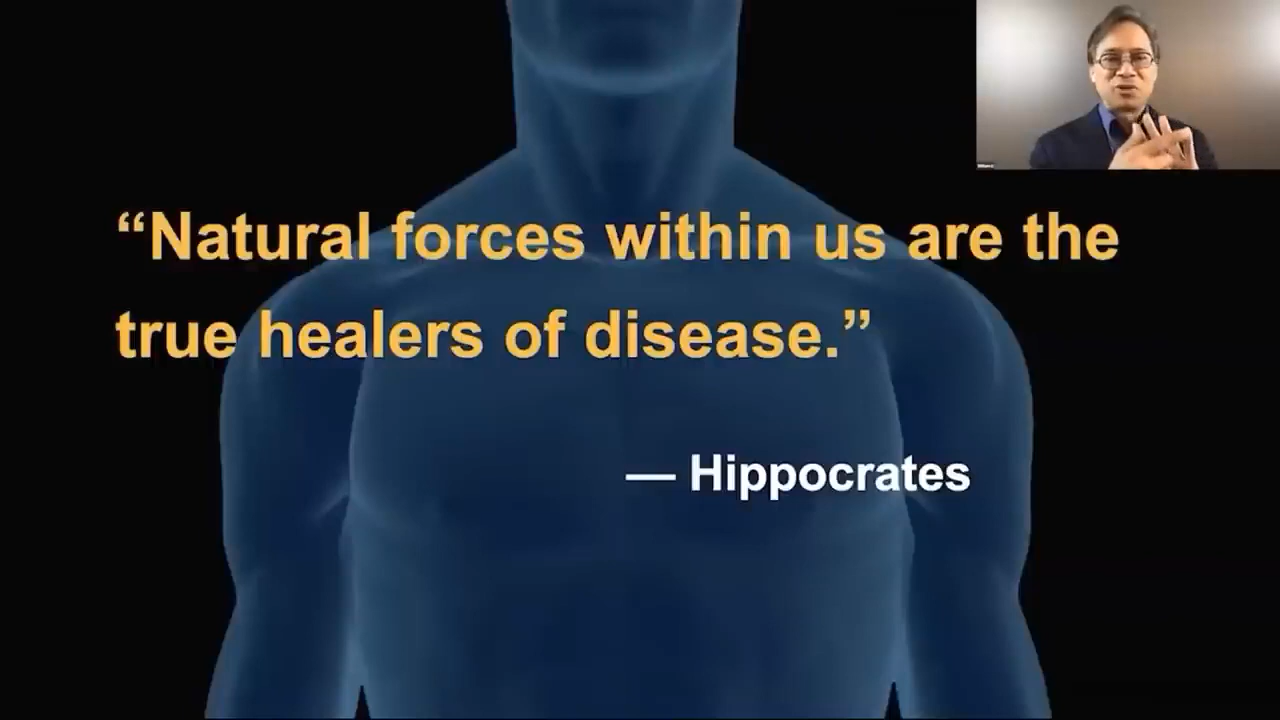 “Natural forces within us are the
true healers of disease.”
— Hippocrates